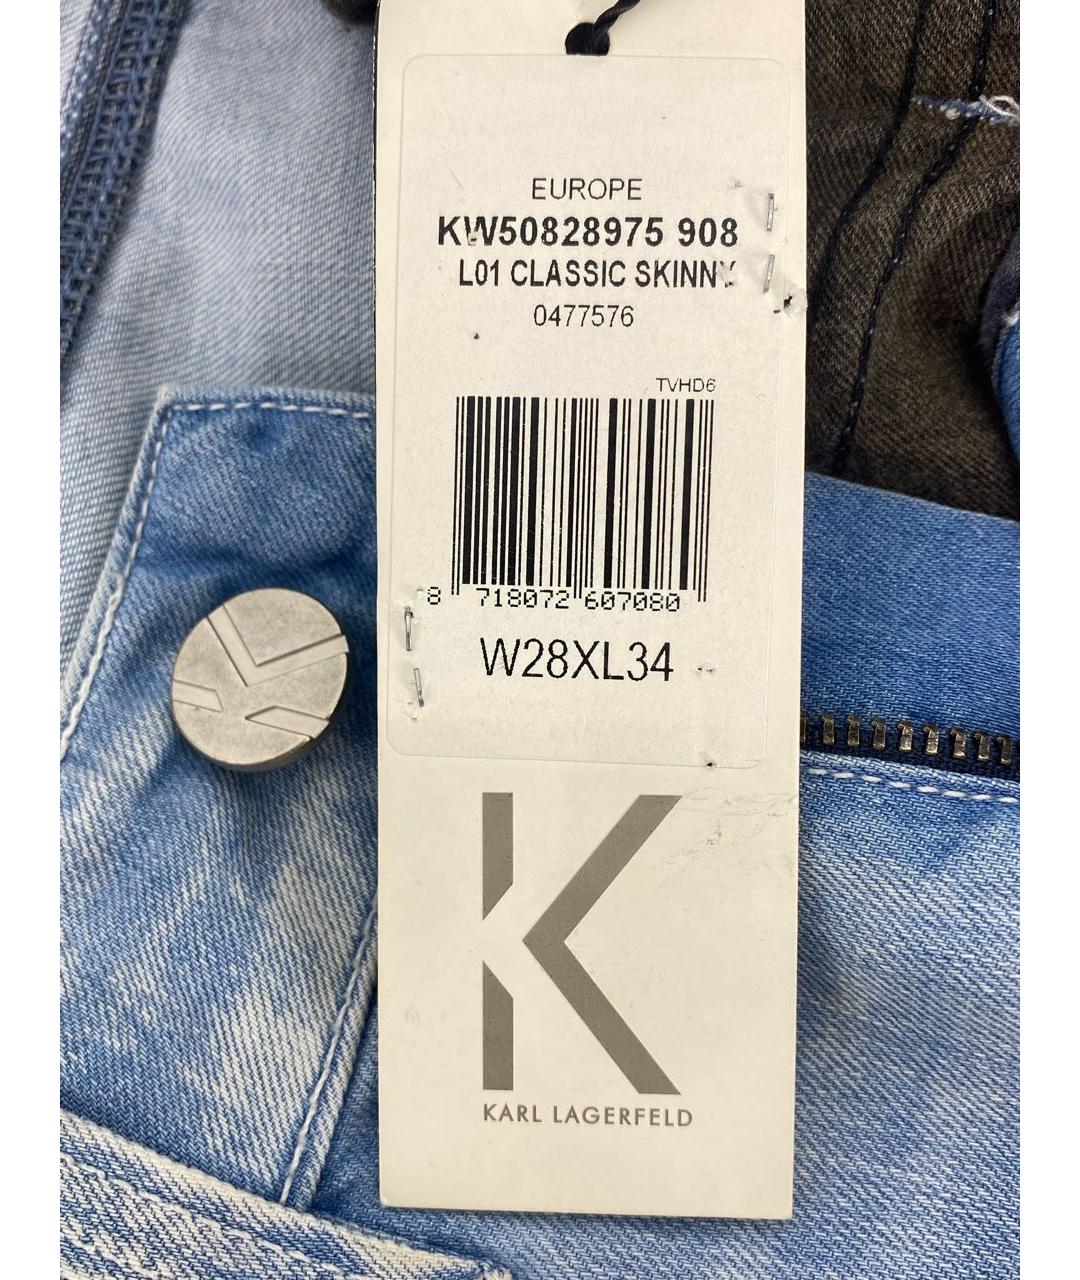 EUROPE
KW50828975 908
L01 CLASSIC SKINNY
0477576
TVHD6
8 718072 607080
W28XL34
K
KARL LAGERFELD